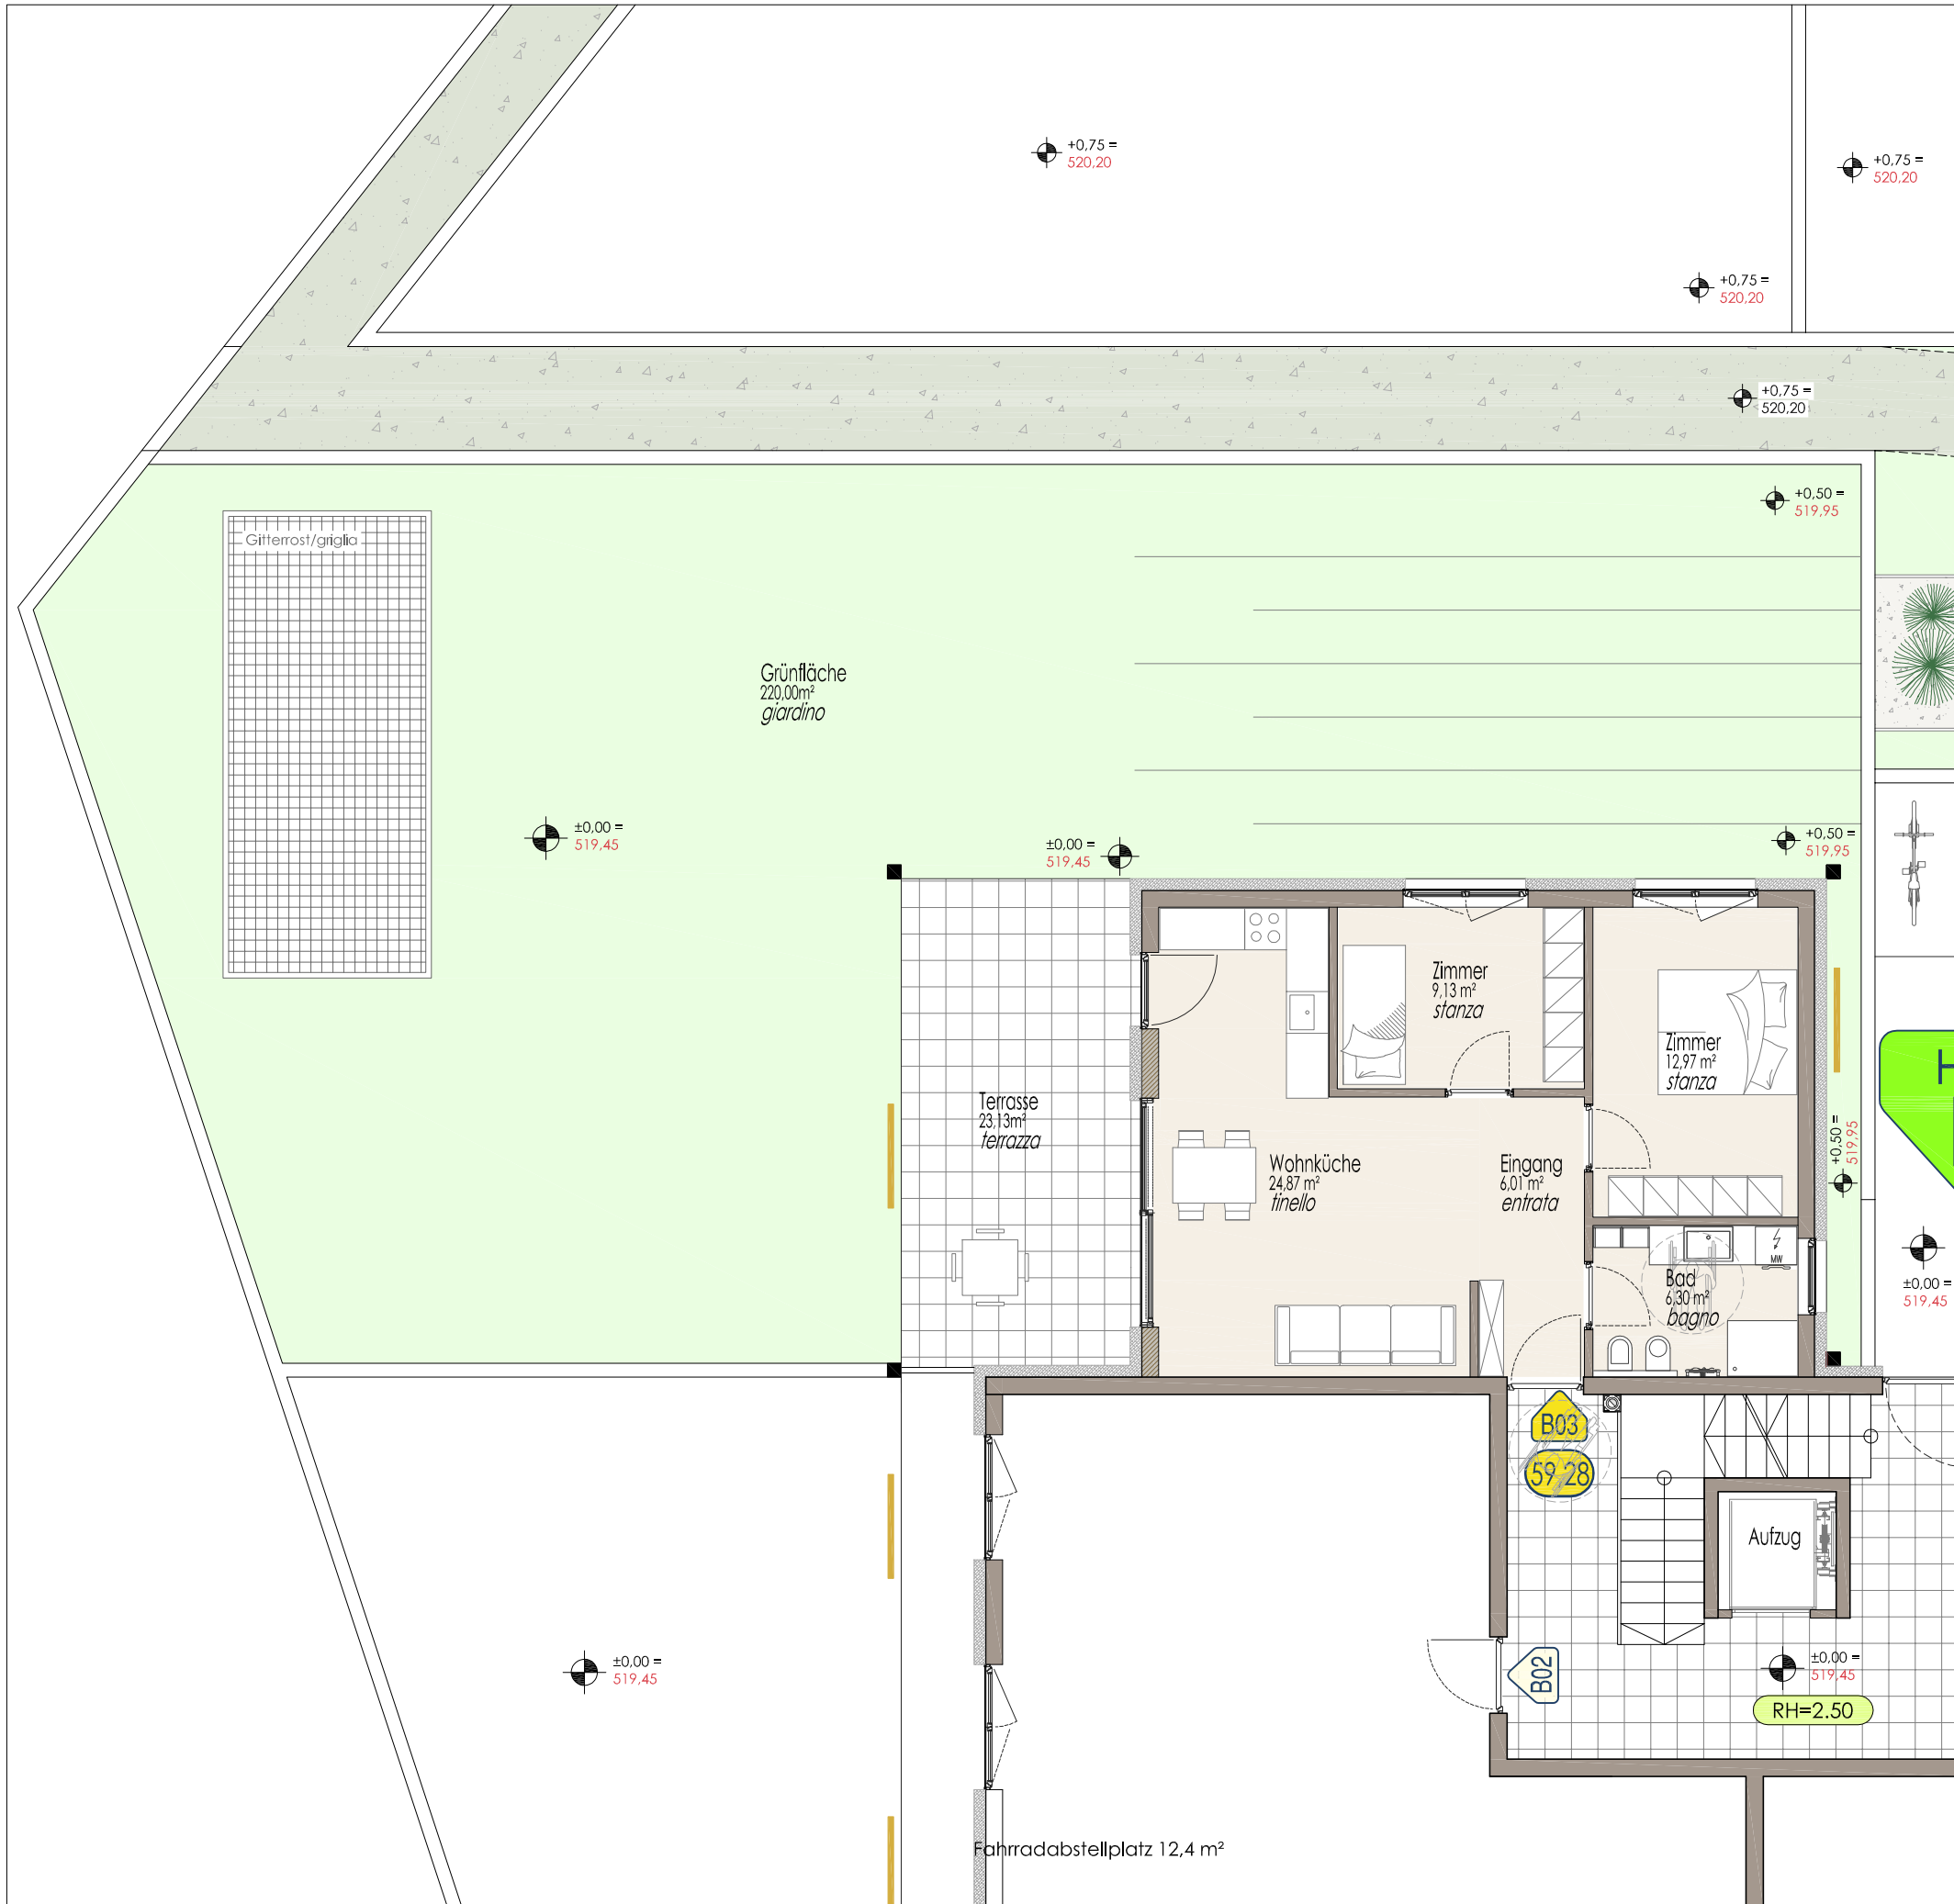 +0,75 =
520,20
+0,75 =
520,20
+0,75 =
520,20
+0,75 =
520,20
+0,50 =
519,95
Gitterrost/griglia
Grünfläche
220,00m²
giardino
±0,00 =
519,45
±0,00 =
519,45
+0,50 =
519,95
Zimmer
9,13 m²
stanza
Zimmer
12,97 m²
stanza
Terrasse
23,13m²
terrazza
Wohnküche
24,87 m²
tinello
Eingang
6,01 m²
entrata
+0,50 =
519,95
MW
Bad
6,30 m²
bagno
±0,00 =
519,45
B03
59,28
Aufzug
±0,00 =
519,45
B02
±0,00 =
519,45
RH=2.50
Fahrradabstellplatz 12,4 m²